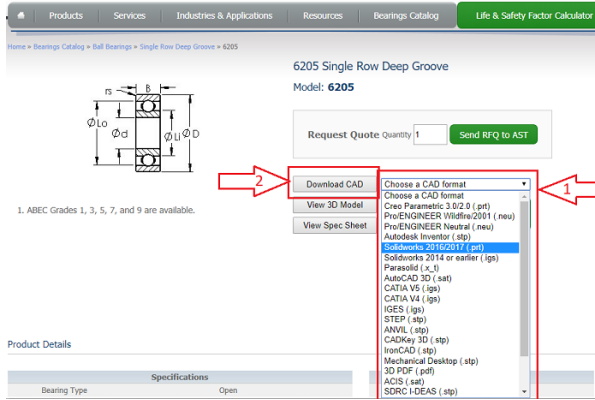 Products Services Industries & Applications Resources Bearings Catalog Life & Safety Factor Calculator
Home » Bearings Catalog » Ball Bearings » Single Row Deep Groove » 6205
6205 Single Row Deep Groove
Model: 6205
rs B
ØLo Ød ØLi ØD
Request Quote Quantity 1 Send RFQ to AST
2
1
Download CAD
Choose a CAD format
View 3D Model
View Spec Sheet
Choose a CAD format
Creo Parametric 3.0/2.0 (.prt)
Pro/ENGINEER Wildfire/2001 (.neu)
Pro/ENGINEER Neutral (.neu)
Autodesk Inventor (.stp)
Solidworks 2016/2017 (.prt)
Solidworks 2014 or earlier (.igs)
Parasolid (.x_t)
AutoCAD 3D (.sat)
CATIA V5 (.igs)
CATIA V4 (.igs)
IGES (.igs)
STEP (.stp)
ANVIL (.stp)
CADKey 3D (.stp)
IronCAD (.stp)
Mechanical Desktop (.stp)
3D PDF (.pdf)
ACIS (.sat)
SDRC I-DEAS (.stp)
1. ABEC Grades 1, 3, 5, 7, and 9 are available.
Product Details
Specifications
Bearing Type Open